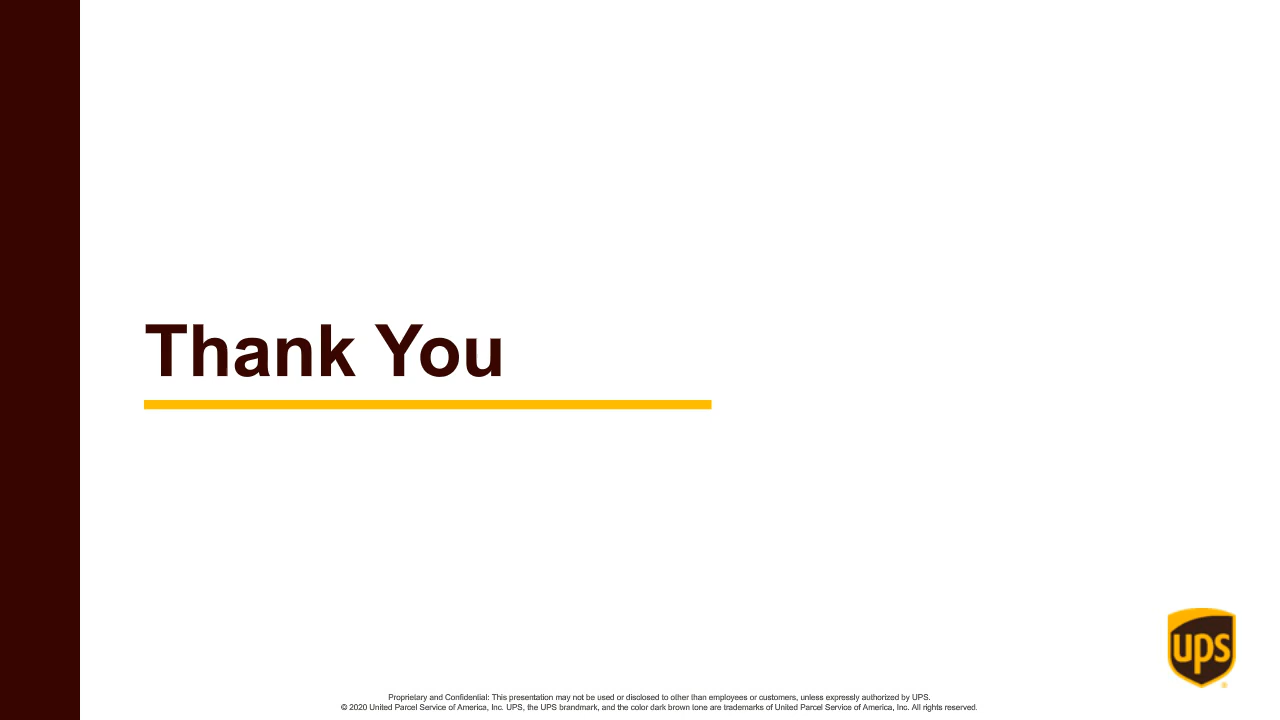 Thank You
ups
Proprietary and Confidential: This presentation may not be used or disclosed to other than employees or customers, unless expressly authorized by UPS.
© 2020 United Parcel Service of America, Inc. UPS, the UPS brandmark, and the color dark brown tone are trademarks of United Parcel Service of America, Inc. All rights reserved.